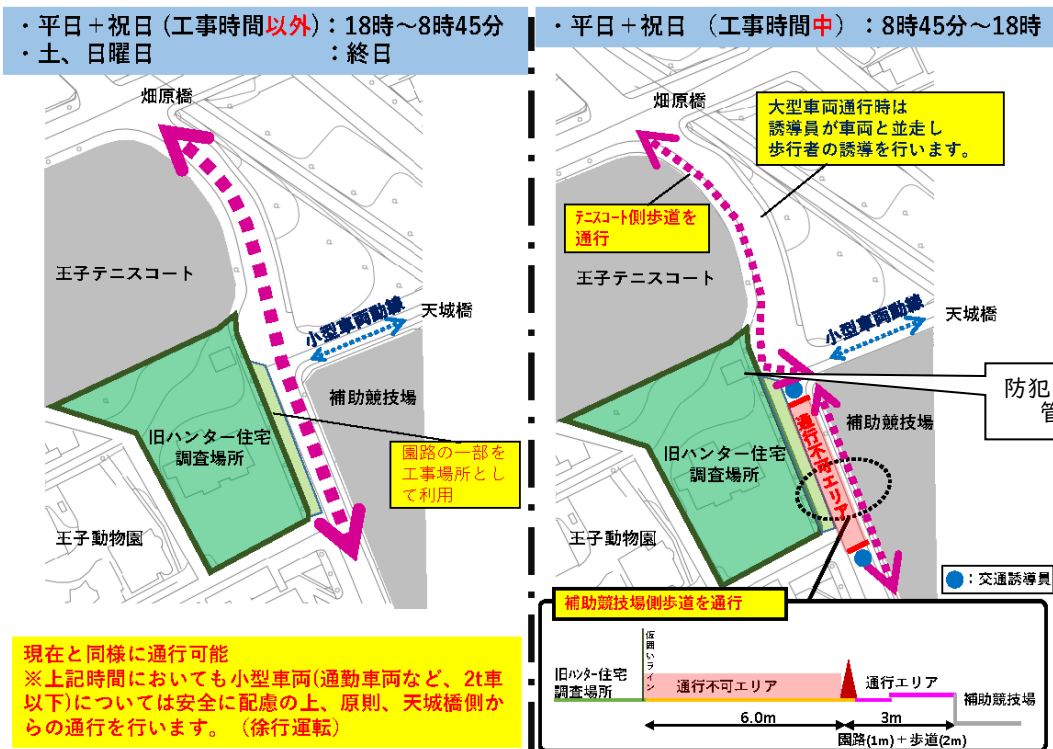 ・平日＋祝日 (工事時間以外)：18時～8時45分
・土、日曜日　　　　　　：終日
畑原橋
王子テニスコート
天城橋
小型車両動線
補助競技場
旧ハンター住宅
調査場所
園路の一部を
工事場所とし
て利用
王子動物園
現在と同様に通行可能
※上記時間においても小型車両(通勤車両など、2t車
以下)については安全に配慮の上、原則、天城橋側か
らの通行を行います。（徐行運転）
・平日＋祝日 （工事時間中）：8時45分～18時
畑原橋
大型車両通行時は
誘導員が車両と並走し
歩行者の誘導を行います。
ﾃﾆｽｺｰﾄ側歩道を
通行
王子テニスコート
天城橋
小型車両動線
防犯
管
補助競技場
通行不可エリア
旧ハンター住宅
調査場所
王子動物園
：交通誘導員
補助競技場側歩道を通行
仮囲いライン
旧ﾊﾝﾀｰ住宅
調査場所
通行不可エリア
通行エリア
補助競技場
6.0m
3m
園路(1m)＋歩道(2m)